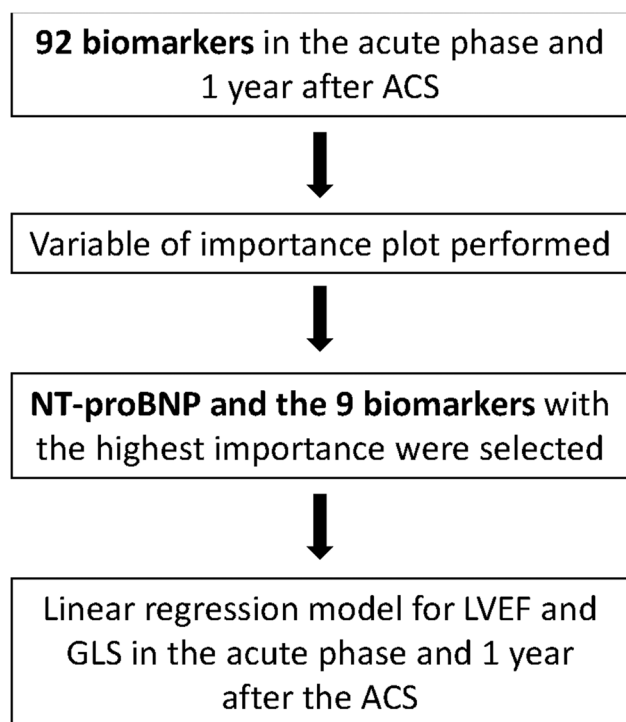 92 biomarkers in the acute phase and
1 year after ACS
Variable of importance plot performed
NT-proBNP and the 9 biomarkers with
the highest importance were selected
Linear regression model for LVEF and
GLS in the acute phase and 1 year
after the ACS